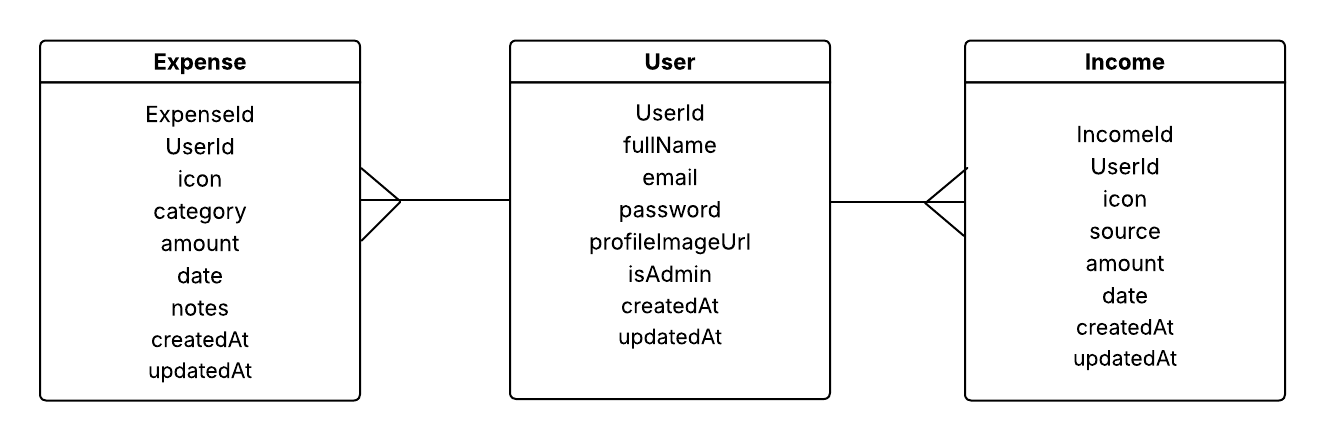 Expense
ExpenseId
UserId
icon
category
amount
date
notes
createdAt
updatedAt
User
UserId
fullName
email
password
profileImageUrl
isAdmin
createdAt
updatedAt
Income
IncomeId
UserId
icon
source
amount
date
createdAt
updatedAt